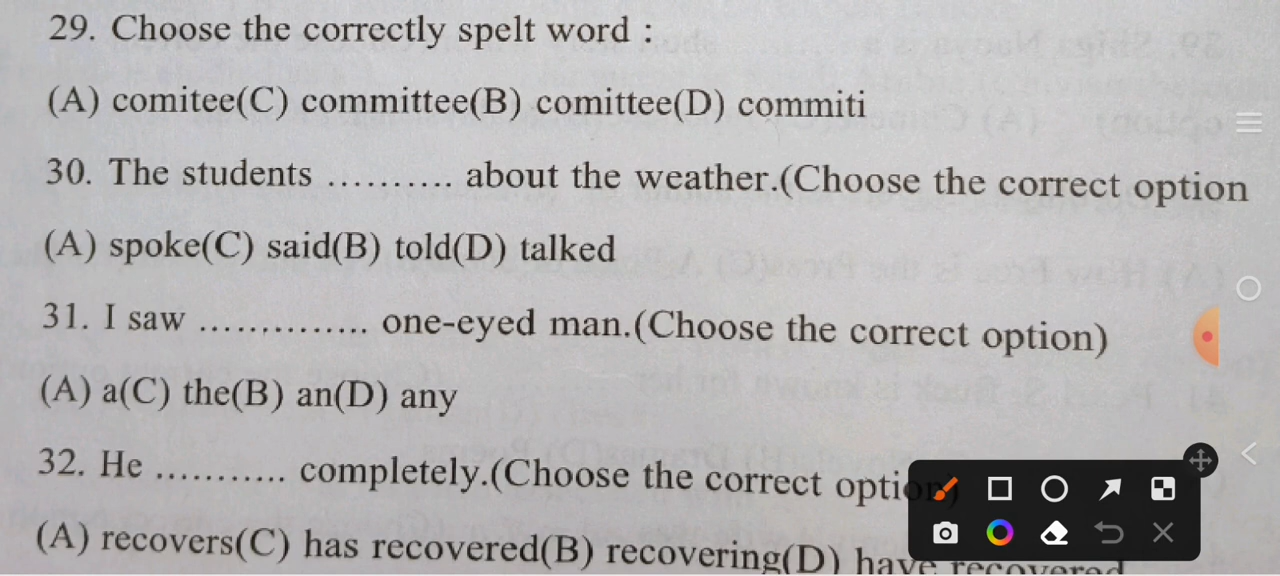 29. Choose the correctly spelt word :
(A) comitee(C) committee(B) comittee(D) commiti
30. The students .......... about the weather.(Choose the correct option
(A) spoke(C) said(B) told(D) talked
31. I saw .............. one-eyed man.(Choose the correct option)
(A) a(C) the(B) an(D) any
32. He ........... completely.(Choose the correct option)
(A) recovers(C) has recovered(B) recovering(D) have recovered